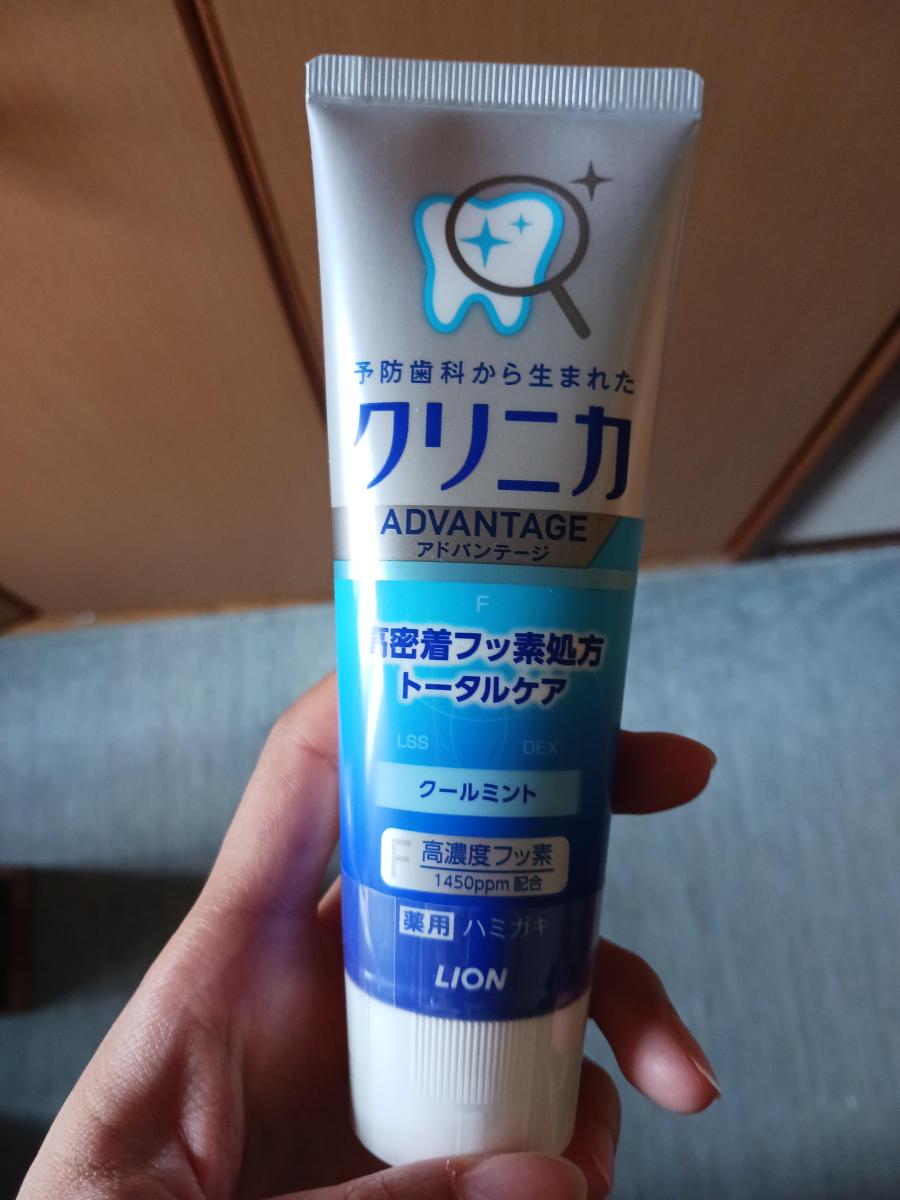 予防歯科から生まれた
クリニカ
ADVANTAGE
アドバンテージ
F
高密着フッ素処方
トータルケア
LSS DEX
クールミント
F 高濃度フッ素
1450ppm 配合
薬用 ハミガキ
LION